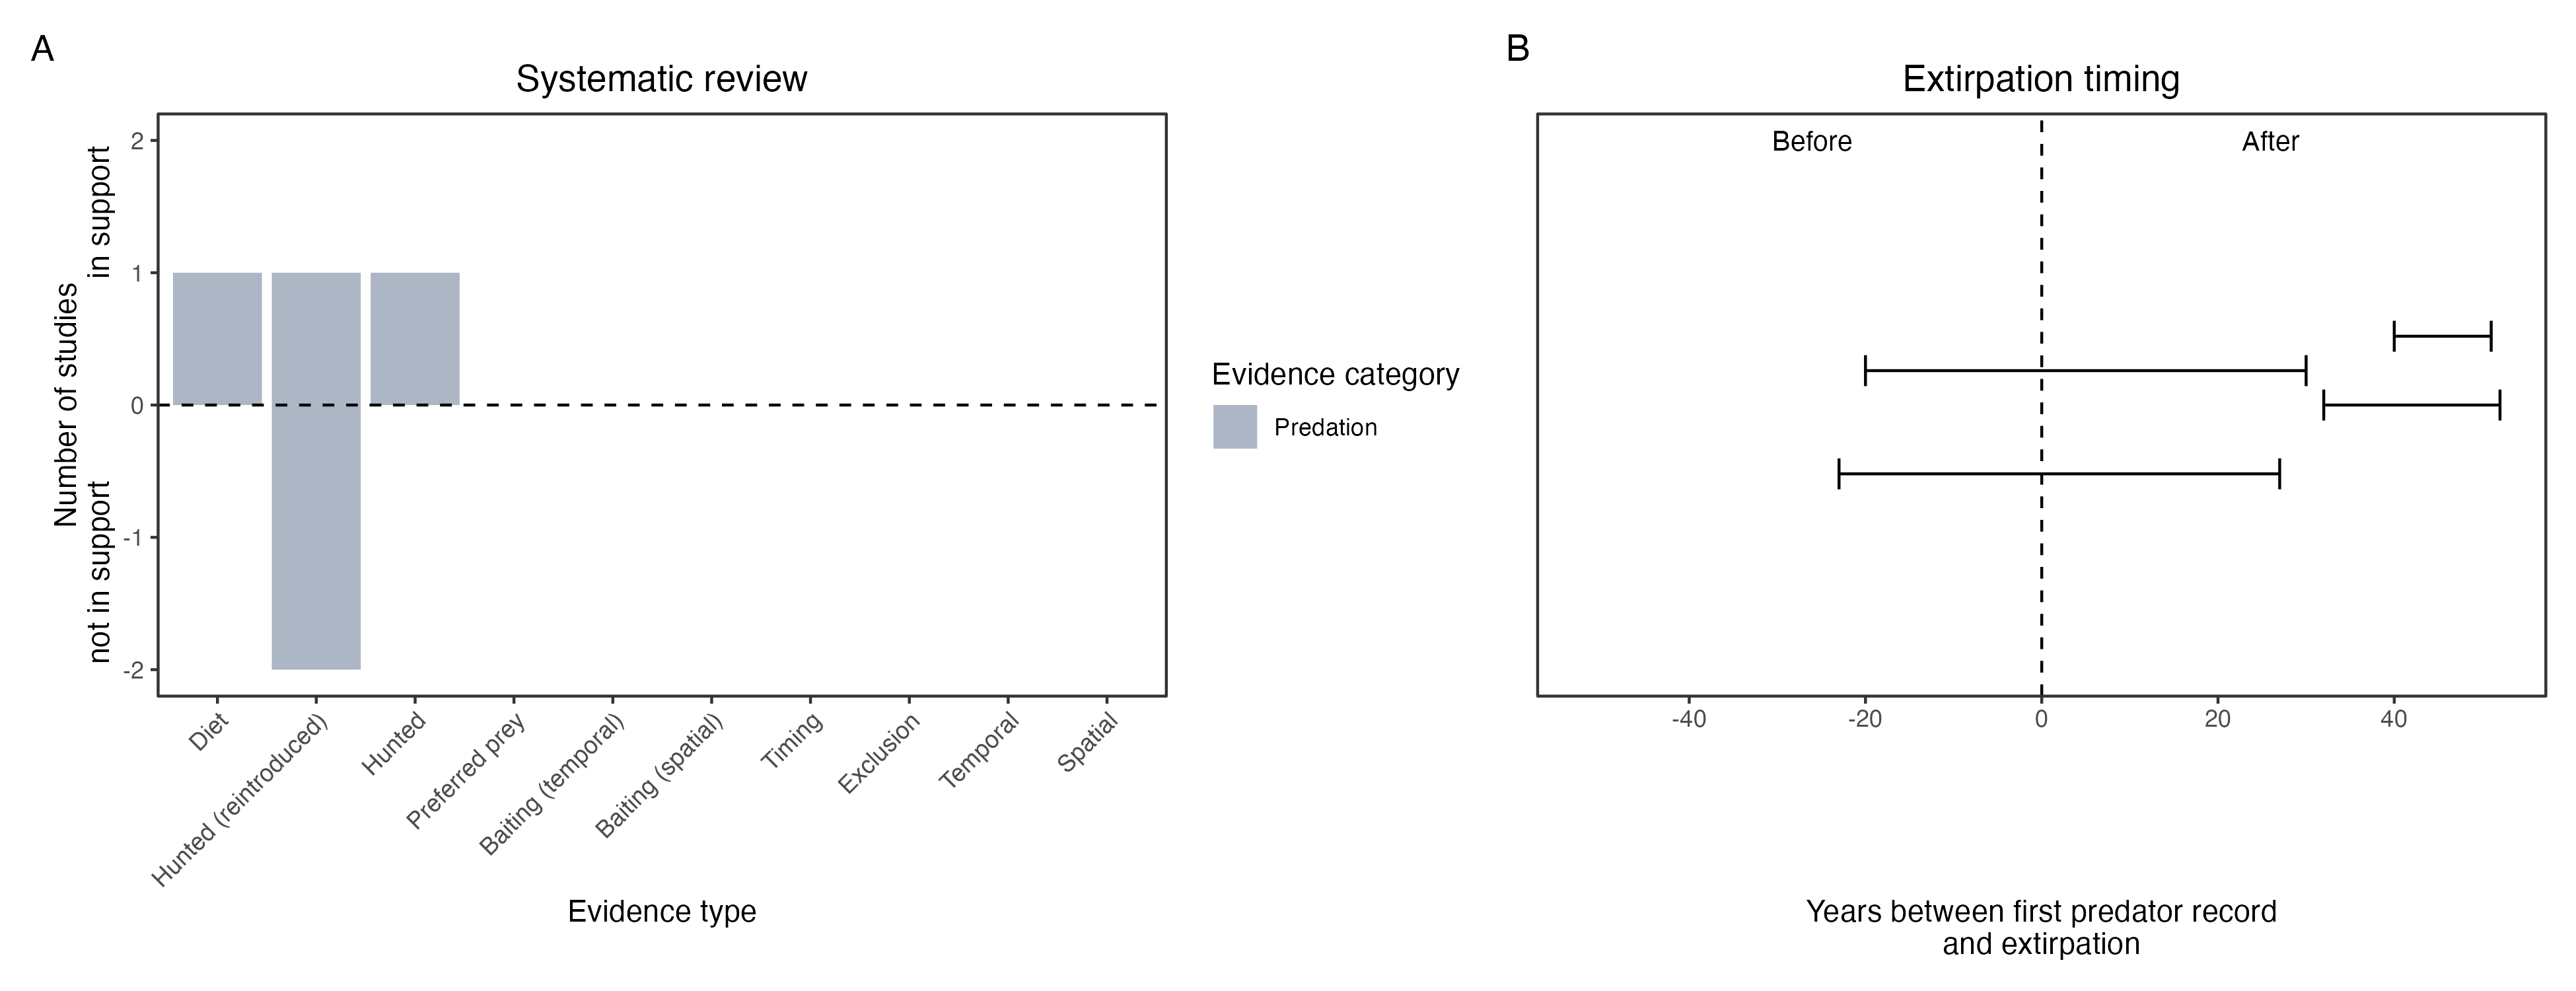 A
Systematic review
Number of studies
not in support
in support
2
1
0
-1
-2
Diet
Hunted (reintroduced)
Hunted
Preferred prey
Baiting (temporal)
Baiting (spatial)
Timing
Exclusion
Temporal
Spatial
Evidence type
Evidence category
Predation
B
Extirpation timing
Before
After
-40
-20
0
20
40
Years between first predator record
and extirpation